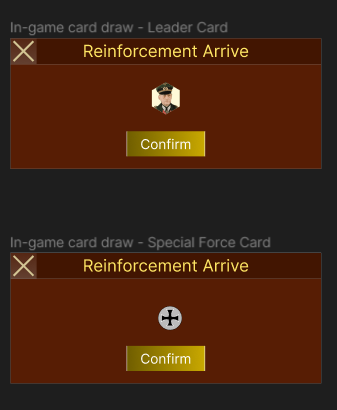 In-game card draw - Leader Card
Reinforcement Arrive
Confirm
In-game card draw - Special Force Card
Reinforcement Arrive
Confirm